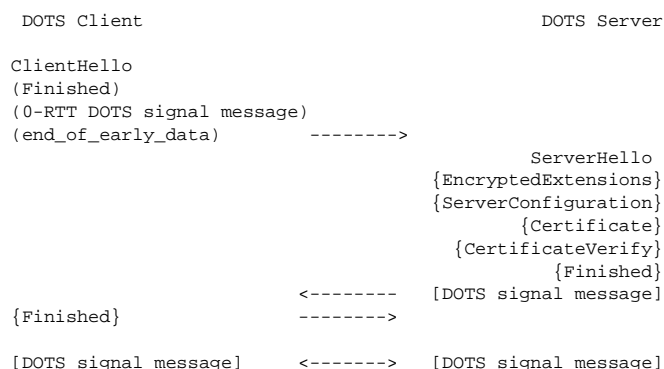 DOTS Client                                      DOTS Server
ClientHello
(Finished)
(0-RTT DOTS signal message)
(end_of_early_data)        -------->
ServerHello
{EncryptedExtensions}
{ServerConfiguration}
{Certificate}
{CertificateVerify}
{Finished}
<--------   [DOTS signal message]
{Finished}                -------->
[DOTS signal message]     <------->   [DOTS signal message]